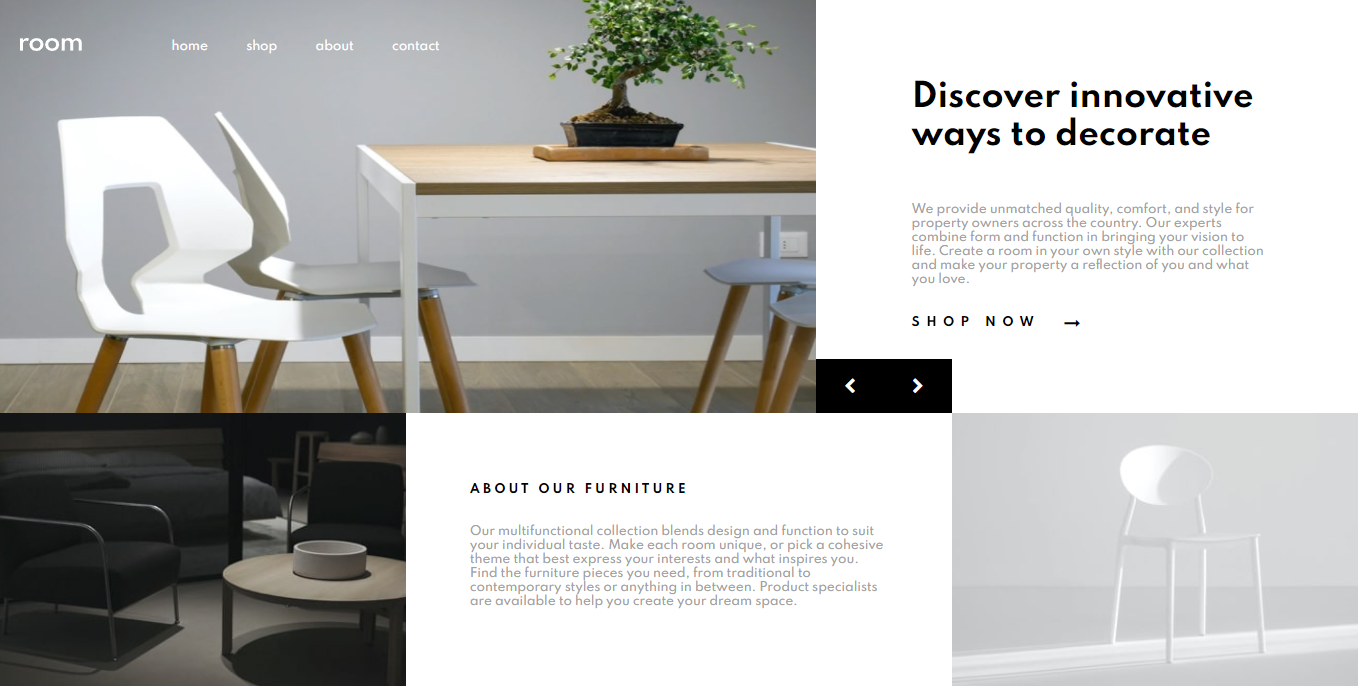 room
home shop about contact
Discover innovative
ways to decorate
We provide unmatched quality, comfort, and style for
property owners across the country. Our experts
combine form and function in bringing your vision to
life. Create a room in your own style with our collection
and make your property a reflection of you and what
you love.
SHOP NOW
ABOUT OUR FURNITURE
Our multifunctional collection blends design and function to suit
your individual taste. Make each room unique, or pick a cohesive
theme that best express your interests and what inspires you.
Find the furniture pieces you need, from traditional to
contemporary styles or anything in between. Product specialists
are available to help you create your dream space.